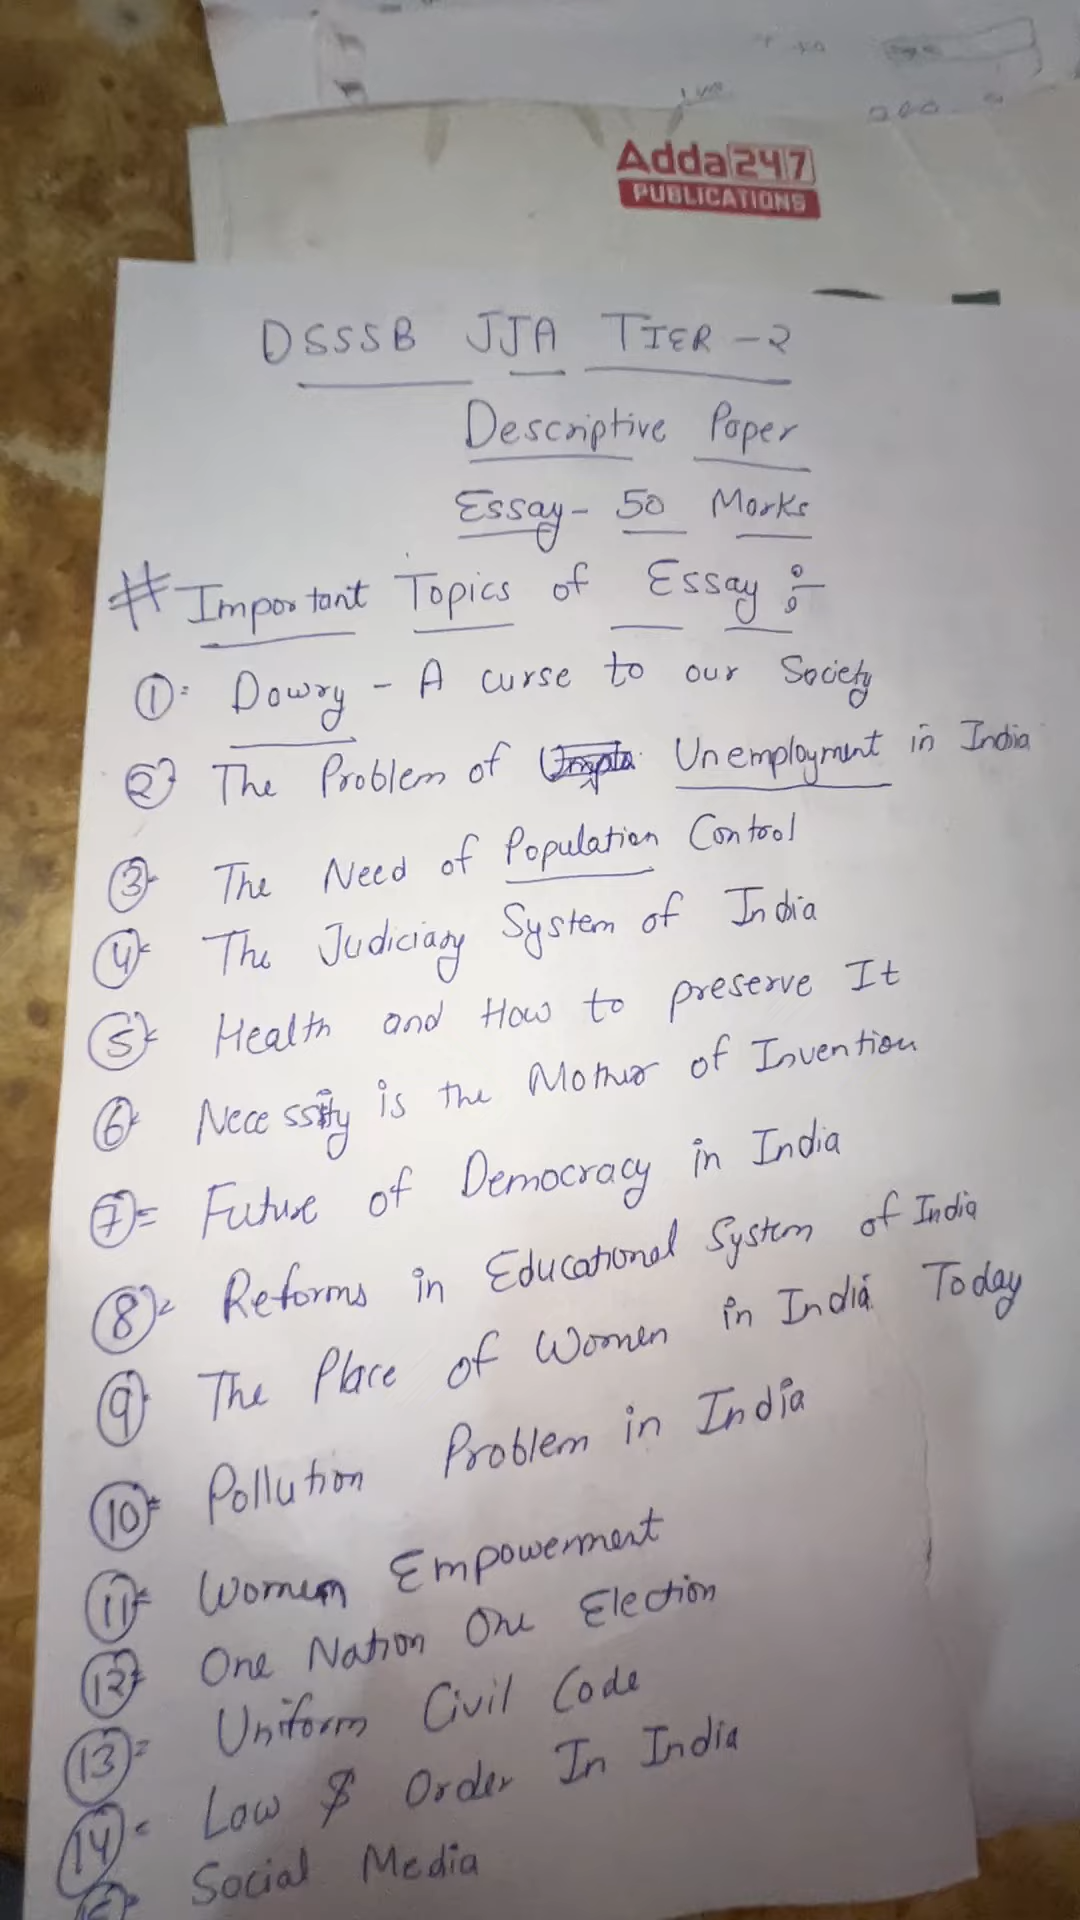 Adda247
PUBLICATIONS
DSSSB JJA TIER-2
Descriptive Paper
Essay- 50 Marks
# Important Topics of Essay :-
①= Dowry - A curse to our Society
② The Problem of Unemployment in India
③ The Need of Population Control
④ The Judiciary System of India
⑤ Health and How to preserve It
⑥ Necessity is the Mother of Invention
⑦= Future of Democracy in India
⑧= Reforms in Educational System of India
⑨ The Place of Women in India Today
⑩= Pollution Problem in India
⑪= Women Empowerment
⑫= One Nation One Election
⑬= Uniform Civil Code
⑭= Law & Order In India
Social Media